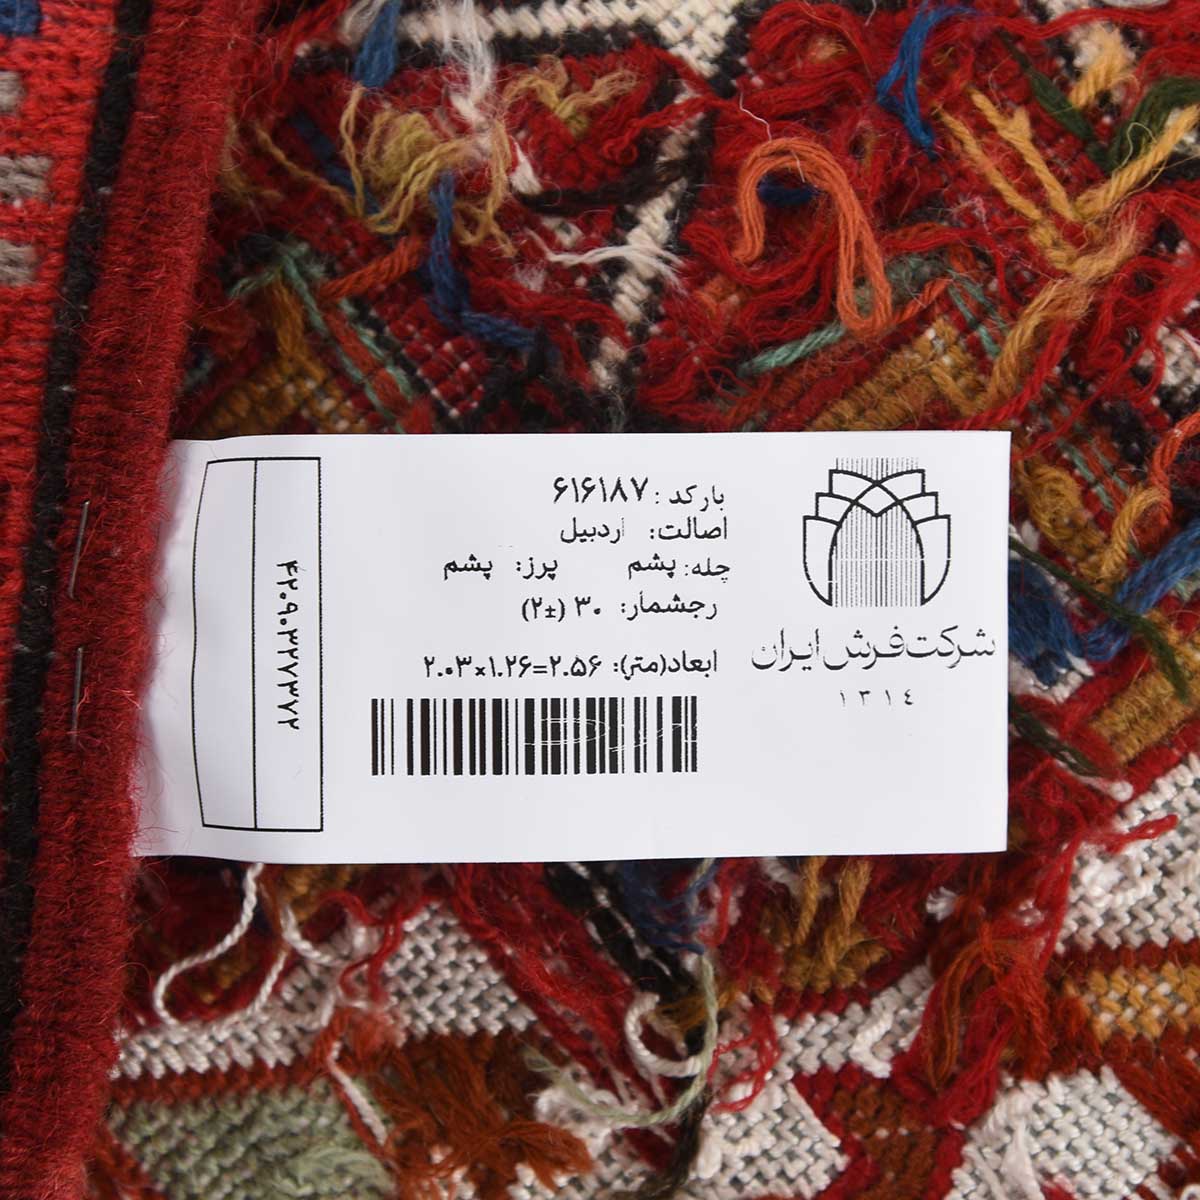 بارکد: ۶۱۶۱۸۷
اصالت: اردبیل
چله: پشم پرز: پشم
رجشمار: ۳۰ (±۲)
ابعاد(متر): ۲.۰۳×۱.۲۶=۲.۵۶
شرکت فرش ایران
۱۳۱٤
۴۲۰۹۰۳۲۷۳۷۲